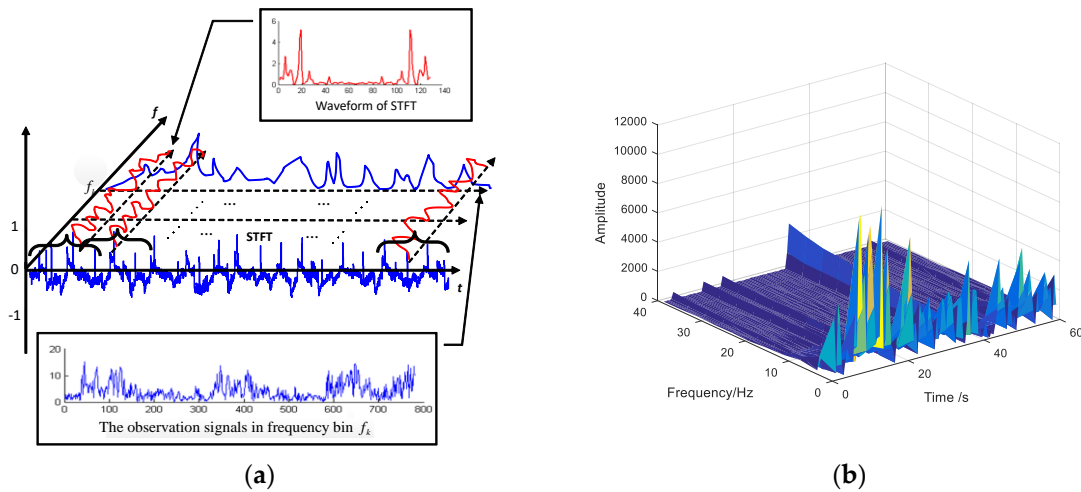 6
4
2
0
0 20 40 60 80 100 120 140
Waveform of STFT
f
f_k
... ...
1
... STFT ...
0
t
-1
20
10
0
0 100 200 300 400 500 600 700 800
The observation signals in frequency bin f_k
(a)
12000
10000
8000
6000
4000
2000
0
Amplitude
40
30
20
10
0
Frequency/Hz
0
20
40
60
Time /s
(b)